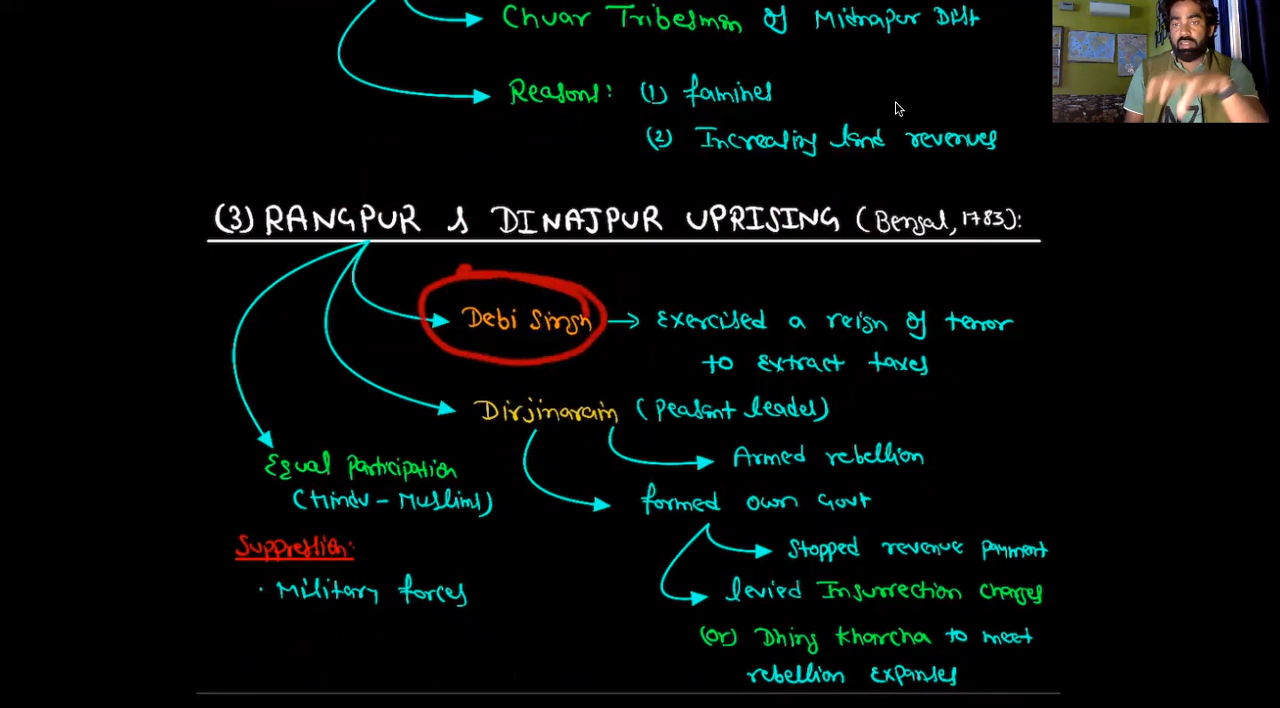 Chuar Tribesmen of Midnapur Distt
Reasons: (1) famines
(2) Increasing land revenues
(3) RANGPUR & DINAJPUR UPRISING (Bengal, 1783):
Debi Singh → Exercised a reign of terror
to extract taxes
Dirjinarain (peasant leader)
Armed rebellion
Equal participation
(Hindu - Muslims)
formed own Govt
Suppression:
Stopped revenue payment
· Military forces
levied Insurrection charges
(or) Dhing kharcha to meet
rebellion expanses